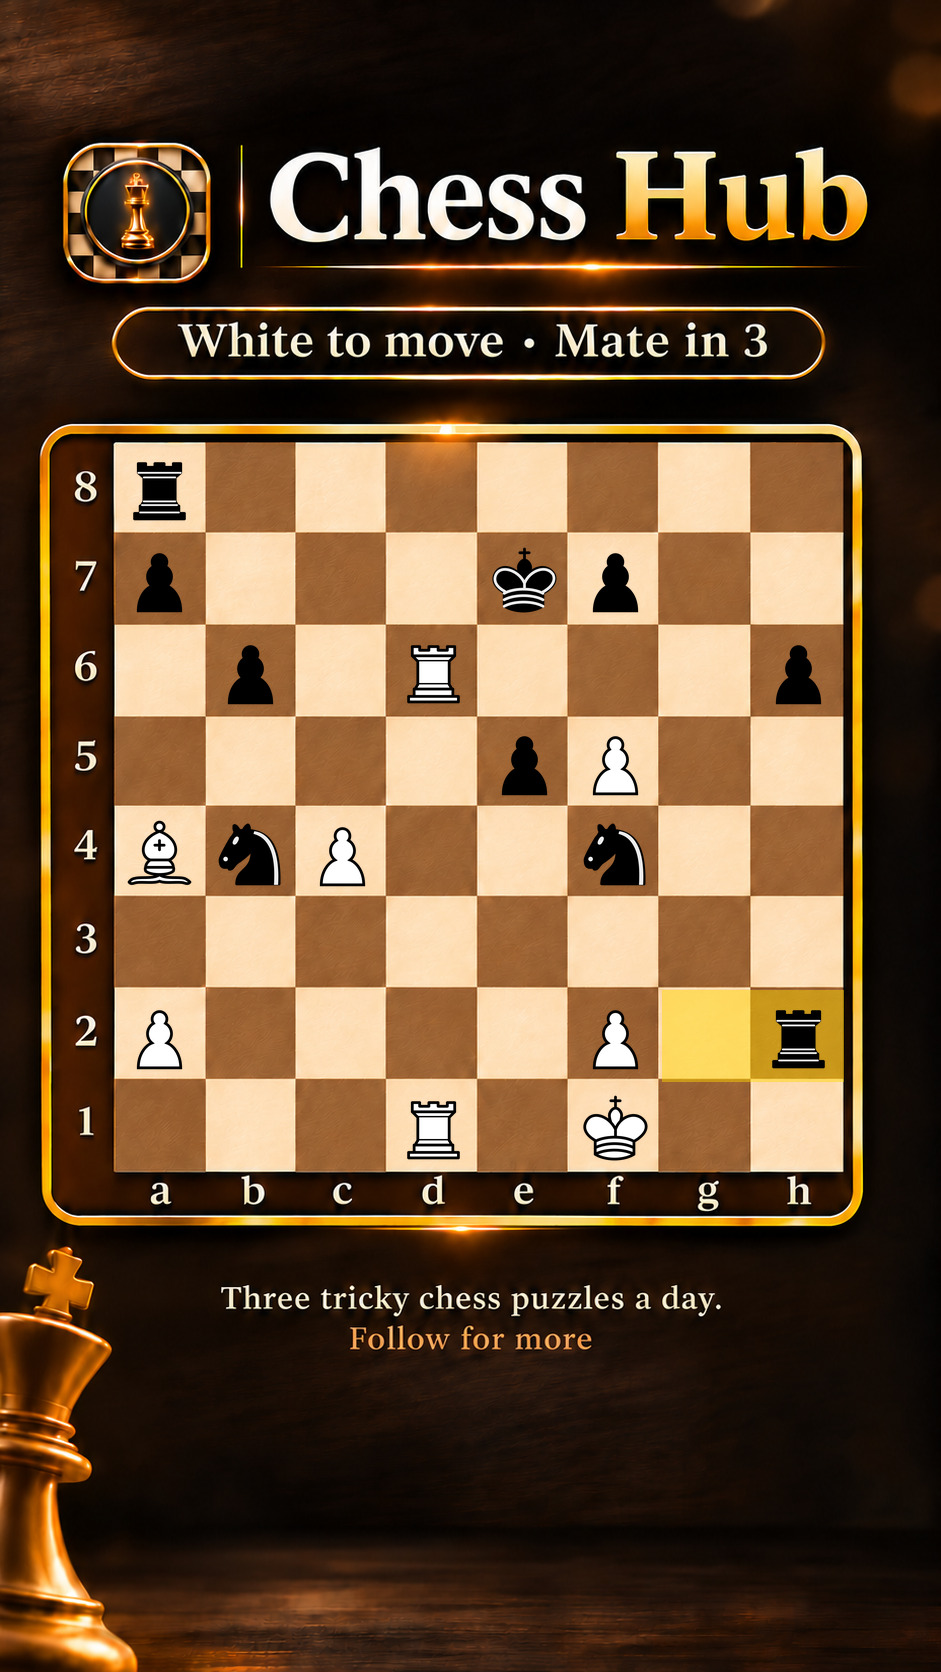 Chess Hub
White to move • Mate in 3
8
7
6
5
4
3
2
1
a b c d e f g h
Three tricky chess puzzles a day.
Follow for more